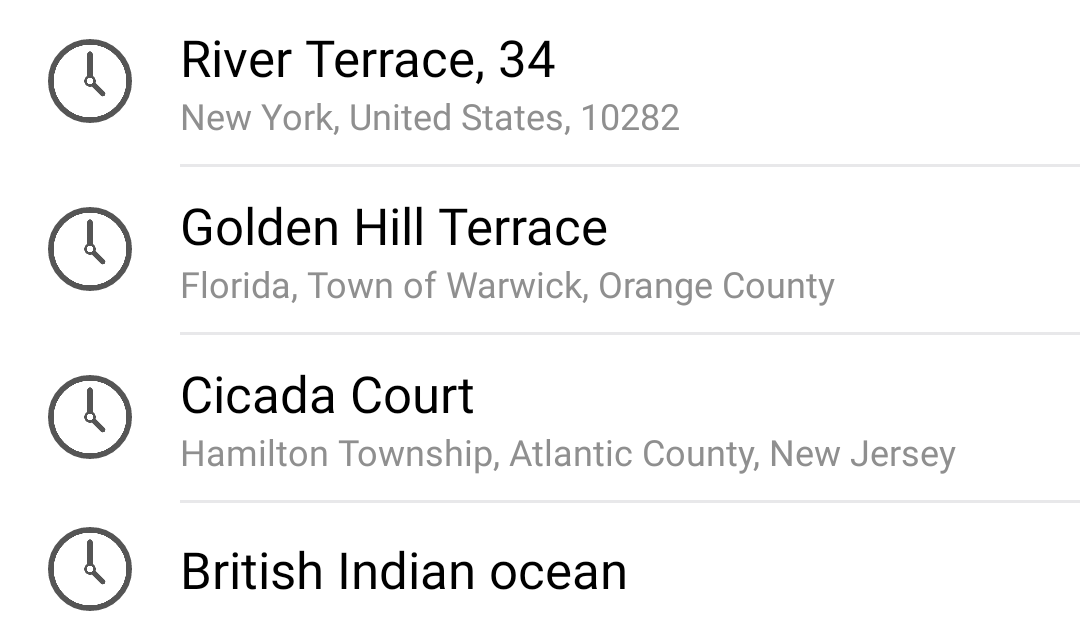 River Terrace, 34
New York, United States, 10282
Golden Hill Terrace
Florida, Town of Warwick, Orange County
Cicada Court
Hamilton Township, Atlantic County, New Jersey
British Indian ocean